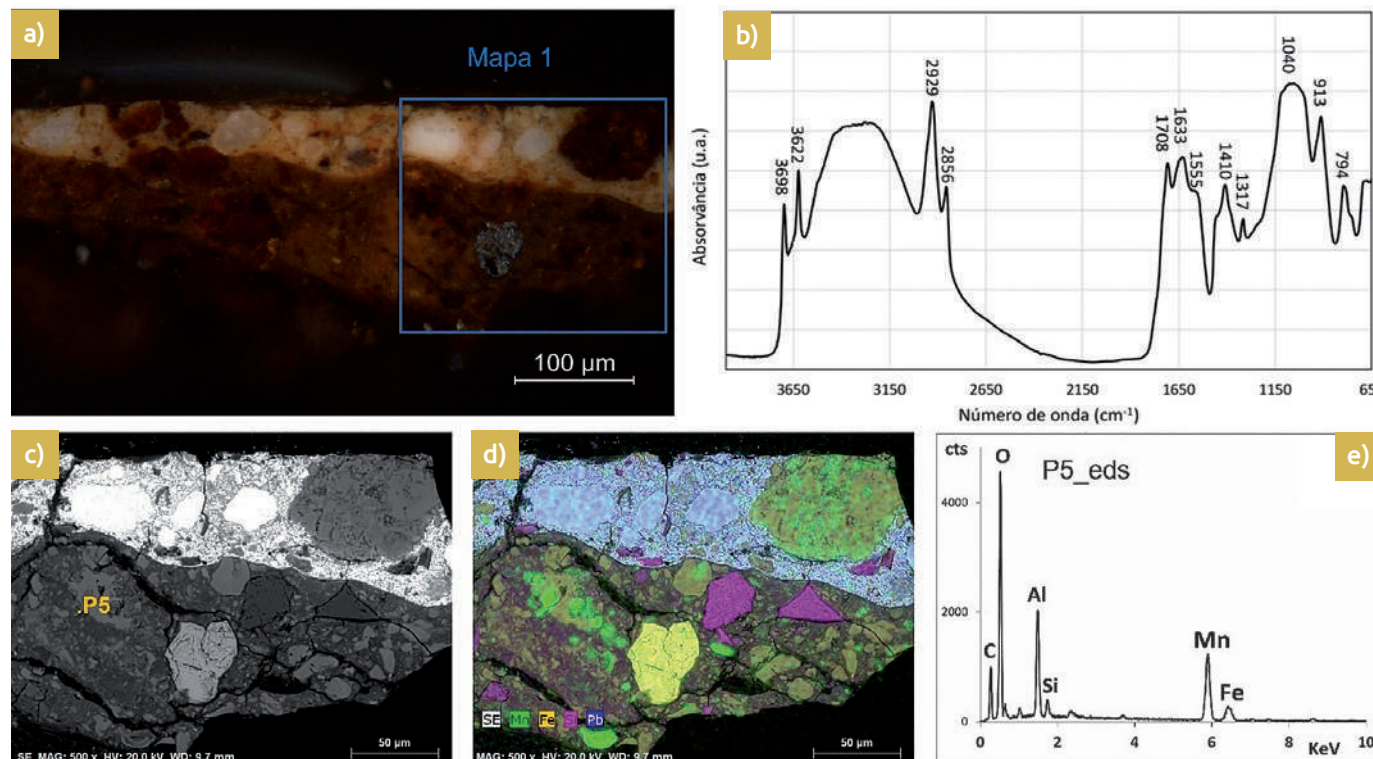 a)
Mapa 1
100 µm
b)
Absorvância (u.a.)
3698
3622
2929
2856
1708
1633
1555
1410
1317
1040
913
794
3650
3150
2650
2150
1650
1150
65
Número de onda (cm⁻¹)
c)
.P5
SE MAG: 500 x HV: 20.0 kV WD: 9.7 mm
50 µm
d)
SE Mn Fe Si Pb
MAG: 500 x HV: 20.0 kV WD: 9.7 mm
50 µm
e)
cts
P5_eds
4000
2000
0
C
O
Al
Si
Mn
Fe
0
2
4
6
8
10
KeV